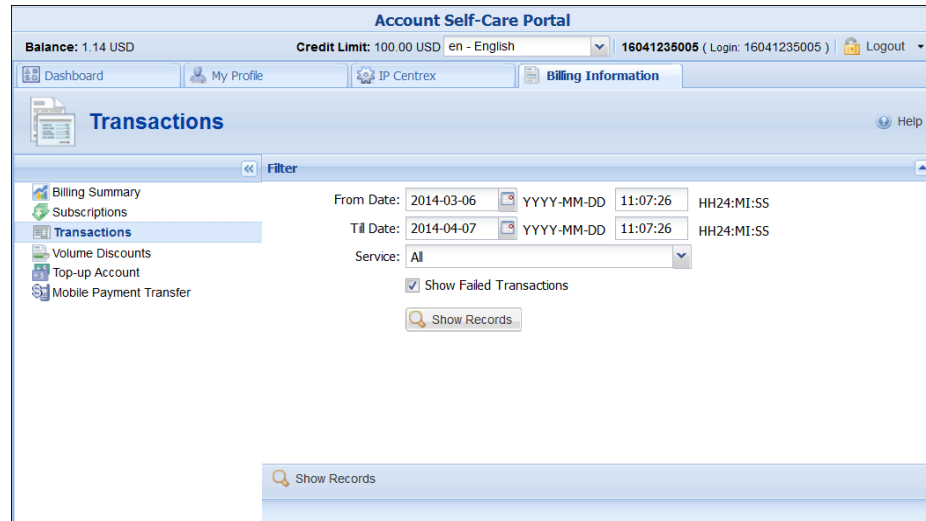 Account Self-Care Portal
Balance: 1.14 USD Credit Limit: 100.00 USD en - English 16041235005 ( Login: 16041235005 ) Logout
Dashboard My Profile IP Centrex Billing Information
Transactions Help
Filter
Billing Summary
Subscriptions
Transactions
Volume Discounts
Top-up Account
Mobile Payment Transfer
From Date: 2014-03-06 YYYY-MM-DD 11:07:26 HH24:MI:SS
Till Date: 2014-04-07 YYYY-MM-DD 11:07:26 HH24:MI:SS
Service: All
Show Failed Transactions
Show Records
Show Records